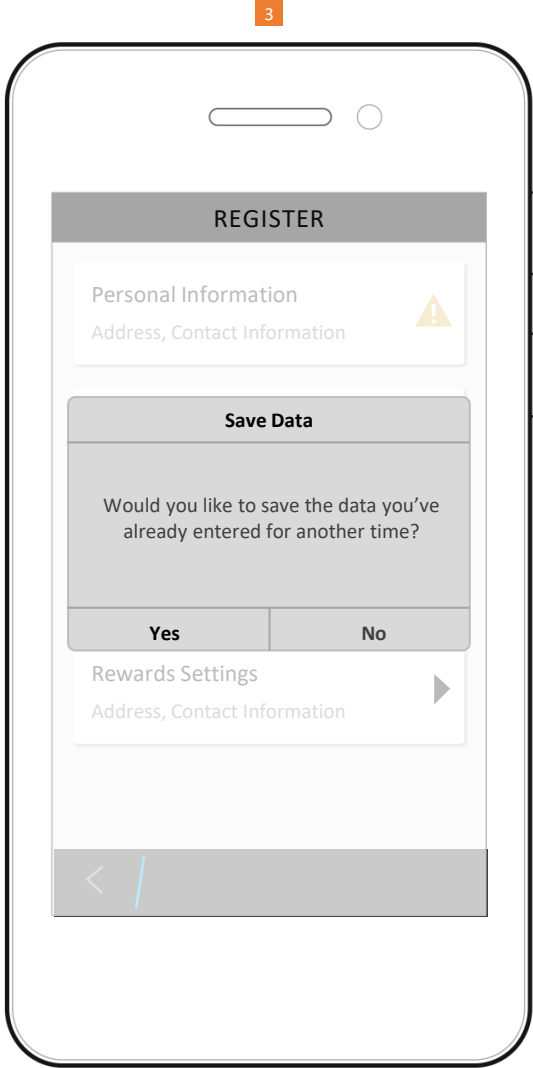 3
REGISTER
Personal Information
Address, Contact Information
Save Data
Would you like to save the data you’ve
already entered for another time?
Yes No
Rewards Settings
Address, Contact Information